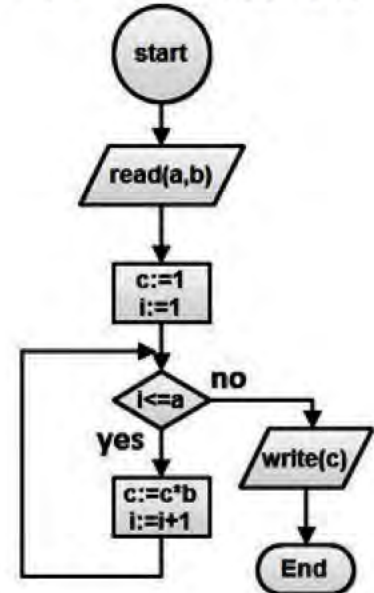 start
read(a,b)
c:=1
i:=1
i<=a
no
yes
c:=c*b
i:=i+1
write(c)
End